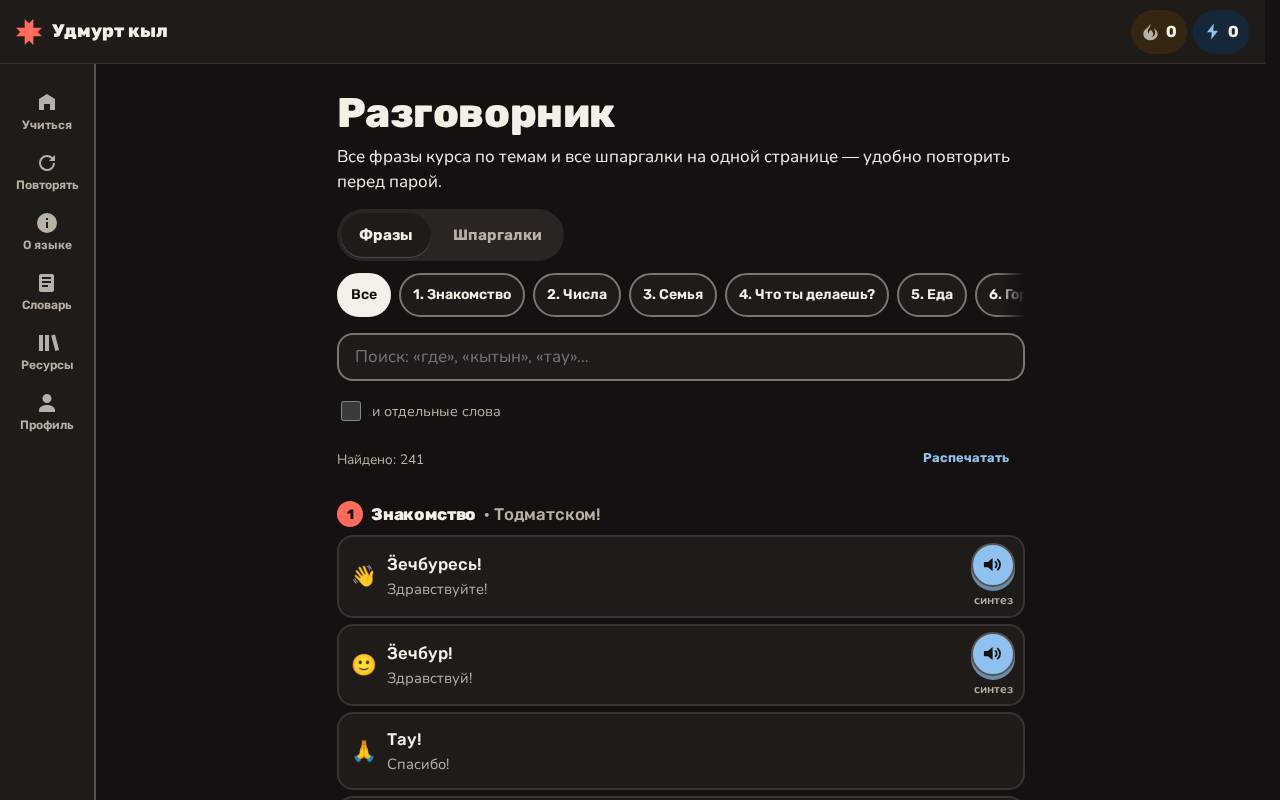 Удмурт кыл
0
0
Учиться
Повторять
О языке
Словарь
Ресурсы
Профиль
Разговорник
Все фразы курса по темам и все шпаргалки на одной странице — удобно повторить
перед парой.
Фразы
Шпаргалки
Все
1. Знакомство
2. Числа
3. Семья
4. Что ты делаешь?
5. Еда
6.
Поиск: «где», «кытын», «тау»…
и отдельные слова
Найдено: 241
Распечатать
1 Знакомство • Тодматском!
Ӟечбуресь!
Здравствуйте!
синтез
Ӟечбур!
Здравствуй!
синтез
Тау!
Спасибо!